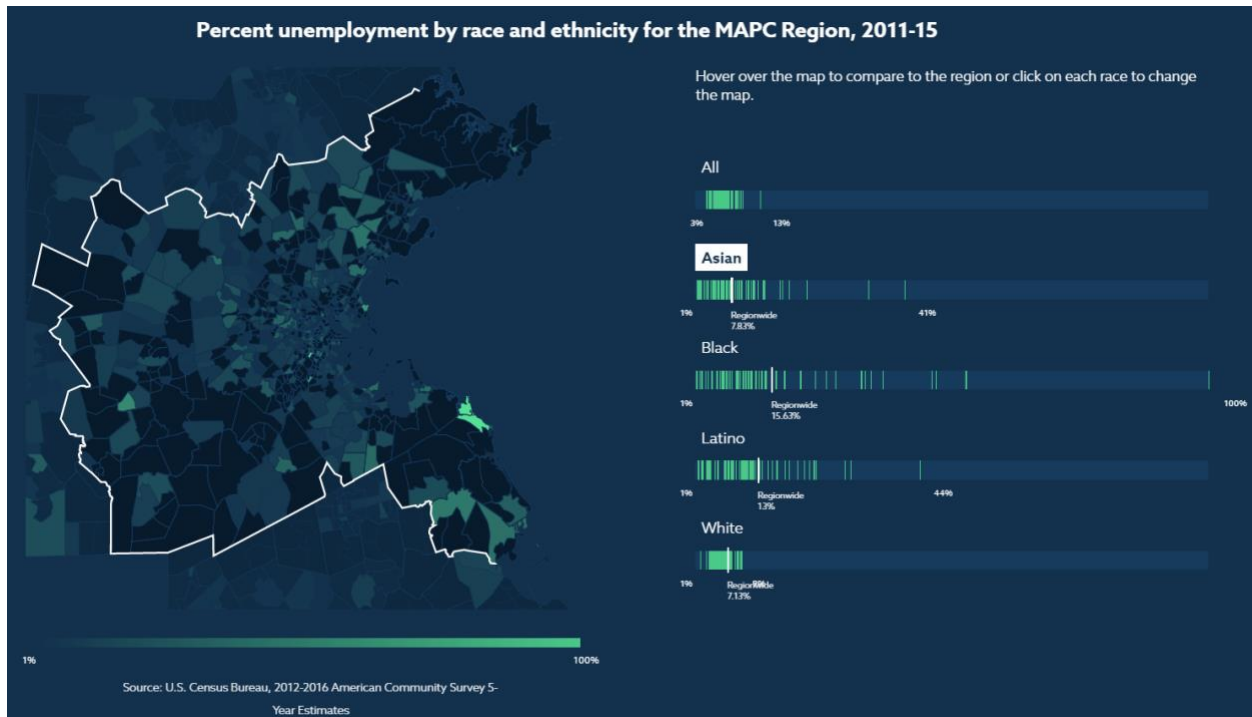 Percent unemployment by race and ethnicity for the MAPC Region, 2011-15
Hover over the map to compare to the region or click on each race to change
the map.
All
3%
13%
Asian
1%
Regionwide
7.83%
41%
Black
1%
Regionwide
15.63%
100%
Latino
1%
Regionwide
13%
44%
White
1%
Regionwide
7.13%
1%
100%
Source: U.S. Census Bureau, 2012-2016 American Community Survey 5-
Year Estimates